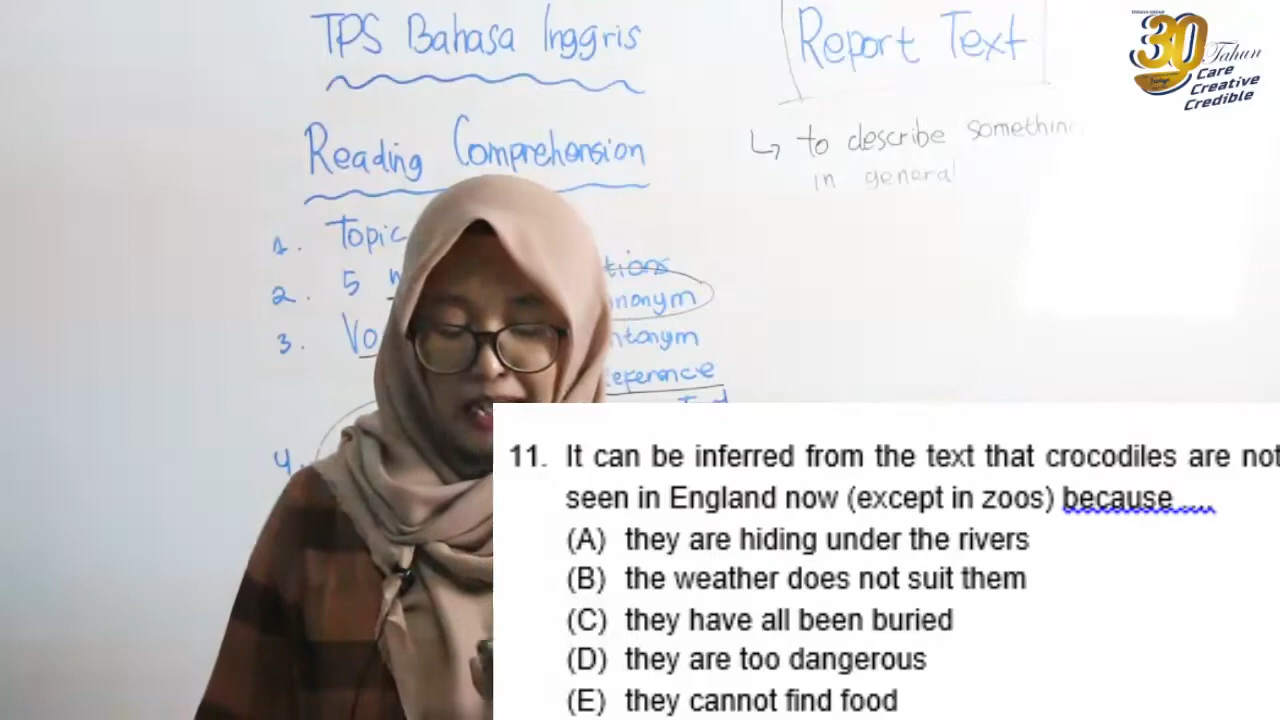 TPS Bahasa Inggris
Reading Comprehension
1. Topic
2. 5
3. Vo
4.
tions
nonym
ntonym
eference
Report Text
↳ to describe something
in general
30
Tahun
Care
Creative
Credible
11. It can be inferred from the text that crocodiles are not
seen in England now (except in zoos) because ....
(A) they are hiding under the rivers
(B) the weather does not suit them
(C) they have all been buried
(D) they are too dangerous
(E) they cannot find food